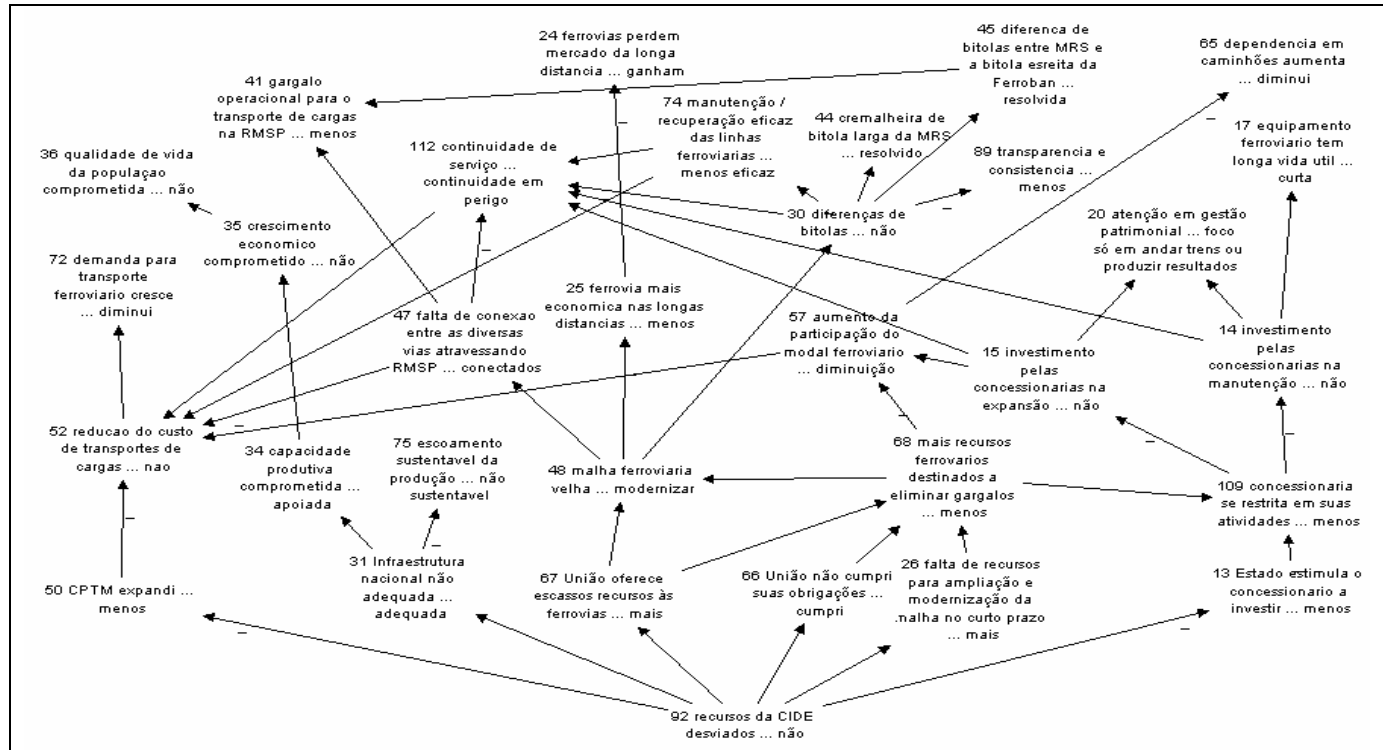 24 ferrovias perdem
mercado da longa
distancia ... ganham
45 diferenca de
bitolas entre MRS e
a bitola esreita da
Ferroban ...
resolvida
65 dependencia em
caminhões aumenta
... diminui
41 gargalo
operacional para o
transporte de cargas
na RMSP ... menos
74 manutenção /
recuperação eficaz
das linhas
ferroviarias ...
menos eficaz
44 cremalheira de
bitola larga da MRS
... resolvido
17 equipamento
ferroviario tem
longa vida util ...
curta
36 qualidade de vida
da populaçao
comprometida ... não
112 continuidade de
serviço ...
continuidade em
perigo
89 transparencia e
consistencia ...
menos
35 crescimento
economico
comprometido ... não
30 diferenças de
bitolas ... não
20 atenção em gestão
patrimonial ... foco
só em andar trens ou
produzir resultados
72 demanda para
transporte
ferroviario cresce
... diminui
25 ferrovia mais
economica nas longas
distancias ... menos
47 falta de conexao
entre as diversas
vias atravessando
RMSP ... conectados
57 aumento da
participação do
modal ferroviario
... diminuição
15 investimento
pelas
concessionarias na
expansão ... não
14 investimento
pelas
concessionarias na
manutenção ... não
52 reducao do custo
de transportes de
cargas ... nao
34 capacidade
produtiva
comprometida ...
apoiada
75 escoamento
sustentavel da
produção ... não
sustentavel
48 malha ferroviaria
velha ... modernizar
68 mais recursos
ferrovarios
destinados a
eliminar gargalos
... menos
109 concessionaria
se restrita em suas
atividades ... menos
50 CPTM expandi ...
menos
31 Infraestrutura
nacional não
adequada ...
adequada
67 União oferece
escassos recursos às
ferrovias ... mais
66 União não cumpri
suas obrigações ...
cumpri
26 falta de recursos
para ampliação e
modernização da
malha no curto prazo
... mais
13 Estado estimula o
concessionario a
investir ... menos
92 recursos da CIDE
desviados ... não